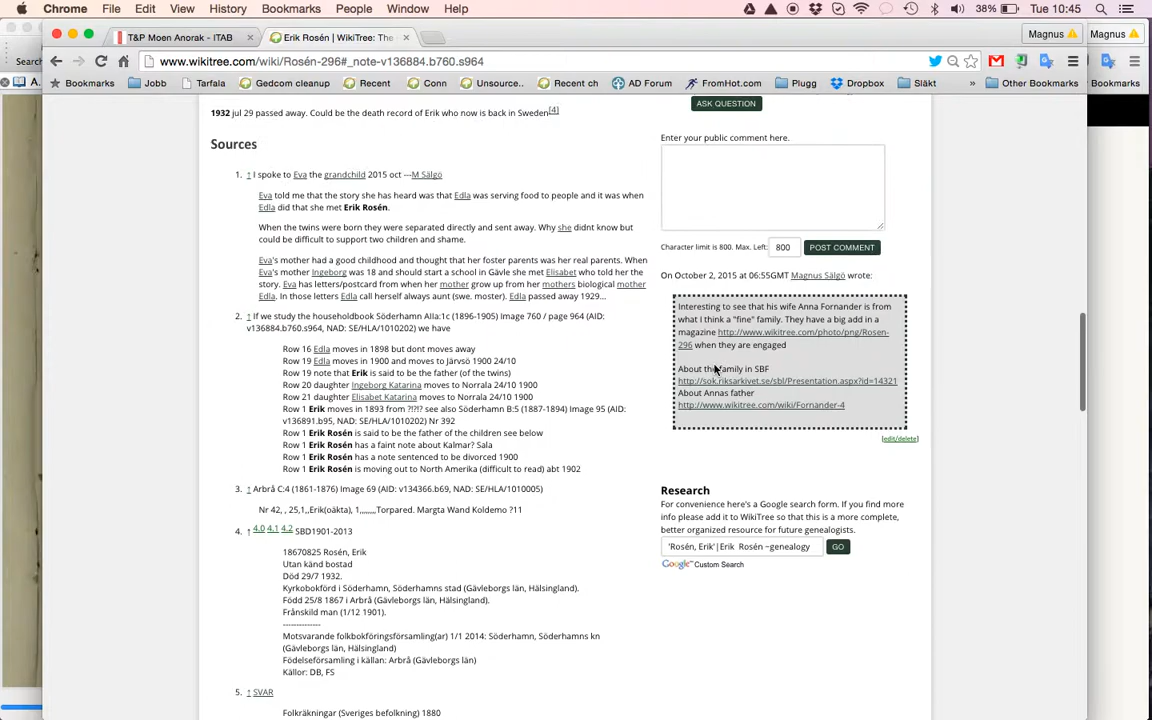 Chrome File Edit View History Bookmarks People Window Help
38% Tue 10:45
T&P Moen Anorak - ITAB
Erik Rosén | WikiTree: The
Magnus
Magnus
Search
www.wikitree.com/wiki/Rosén-296#_note-v136884.b760.s964
Bookmarks Jobb Tarfala Gedcom cleanup Recent Conn Unsource... Recent ch AD Forum FromHot.com Plugg Dropbox Släkt Other Bookmarks
1932 jul 29 passed away. Could be the death record of Erik who now is back in Sweden[4]
Sources
1. ↑ I spoke to Eva the grandchild 2015 oct ---M Sälgo
Eva told me that the story she has heard was that Edla was serving food to people and it was when
Edla did that she met Erik Rosén.
When the twins were born they were separated directly and sent away. Why she didnt know but
could be difficult to support two children and shame.
Eva's mother had a good childhood and thought that her foster parents was her real parents. When
Eva's mother Ingeborg was 18 and should start a school in Gävle she met Elisabet who told her the
story. Eva has letters/postcard from when her mother grow up from her mothers biological mother
Edla. In those letters Edla call herself always aunt (swe. moster). Edla passed away 1929...
2. ↑ If we study the householdbook Söderhamn AIIa:1c (1896-1905) Image 760 / page 964 (AID:
v136884.b760.s964, NAD: SE/HLA/1010202) we have
Row 16 Edla moves in 1898 but dont moves away
Row 19 Edla moves in 1900 and moves to Järvsö 1900 24/10
Row 19 note that Erik is said to be the father (of the twins)
Row 20 daughter Ingeborg Katarina moves to Norrala 24/10 1900
Row 21 daughter Elisabet Katarina moves to Norrala 24/10 1900
Row 1 Erik moves in 1893 from ?!?!? see also Söderhamn B:5 (1887-1894) Image 95 (AID:
v136891.b95, NAD: SE/HLA/1010202) Nr 392
Row 1 Erik Rosén is said to be the father of the children see below
Row 1 Erik Rosén has a faint note about Kalmar? Sala
Row 1 Erik Rosén has a note sentenced to be divorced 1900
Row 1 Erik Rosén is moving out to North Amerika (difficult to read) abt 1902
3. ↑ Arbrå C:4 (1861-1876) Image 69 (AID: v134366.b69, NAD: SE/HLA/1010005)
Nr 42, , 25,1,,Erik(oäkta), 1,,,,,,,Torpared. Margta Wand Koldemo ?11
4. ↑ 4.0 4.1 4.2 SBD1901-2013
18670825 Rosén, Erik
Utan känd bostad
Död 29/7 1932.
Kyrkobokförd i Söderhamn, Söderhamns stad (Gävleborgs län, Hälsingland).
Född 25/8 1867 i Arbrå (Gävleborgs län, Hälsingland).
Frånskild man (1/12 1901).
--------------
Motsvarande folkbokföringsförsamling(ar) 1/1 2014: Söderhamn, Söderhamns kn
(Gävleborgs län, Hälsingland)
Födelseförsamling i källan: Arbrå (Gävleborgs län)
Källor: DB, FS
5. ↑ SVAR
Folkräkningar (Sveriges befolkning) 1880
ASK QUESTION
Enter your public comment here.
Character limit is 800. Max. Left: 800 POST COMMENT
On October 2, 2015 at 06:55GMT Magnus Sälgö wrote:
Interesting to see that his wife Anna Fornander is from
what I think a "fine" family. They have a big add in a
magazine http://www.wikitree.com/photo/png/Rosen-
296 when they are engaged
About the family in SBF
http://sok.riksarkivet.se/sbl/Presentation.aspx?id=14321
About Annas father
http://www.wikitree.com/wiki/Fornander-4
[edit/delete]
Research
For convenience here's a Google search form. If you find more
info please add it to WikiTree so that this is a more complete,
better organized resource for future genealogists.
'Rosén, Erik'|Erik Rosén ~genealogy GO
Google Custom Search